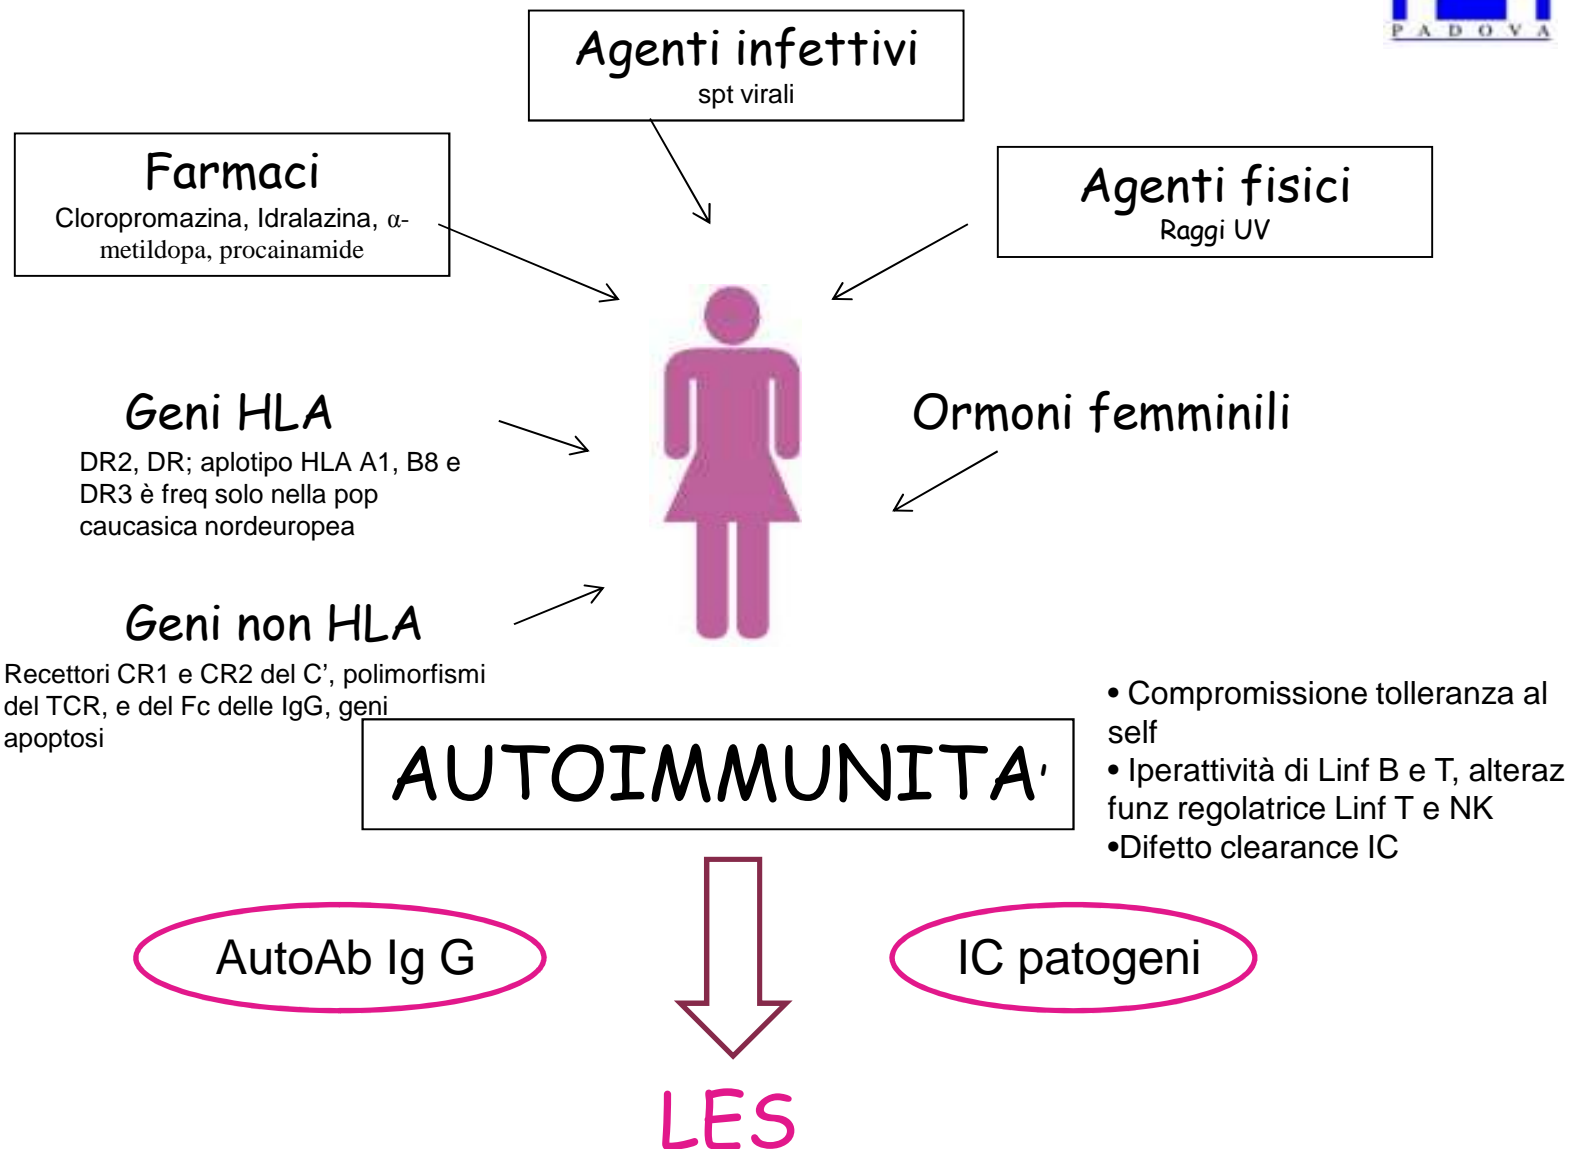 PADOVA
Agenti infettivi
spt virali
Farmaci
Cloropromazina, Idralazina, α-
metildopa, procainamide
Agenti fisici
Raggi UV
Geni HLA
DR2, DR; aplotipo HLA A1, B8 e
DR3 è freq solo nella pop
caucasica nordeuropea
Ormoni femminili
Geni non HLA
Recettori CR1 e CR2 del C’, polimorfismi
del TCR, e del Fc delle IgG, geni
apoptosi
AUTOIMMUNITA'
• Compromissione tolleranza al
self
• Iperattività di Linf B e T, alteraz
funz regolatrice Linf T e NK
•Difetto clearance IC
AutoAb Ig G
IC patogeni
LES